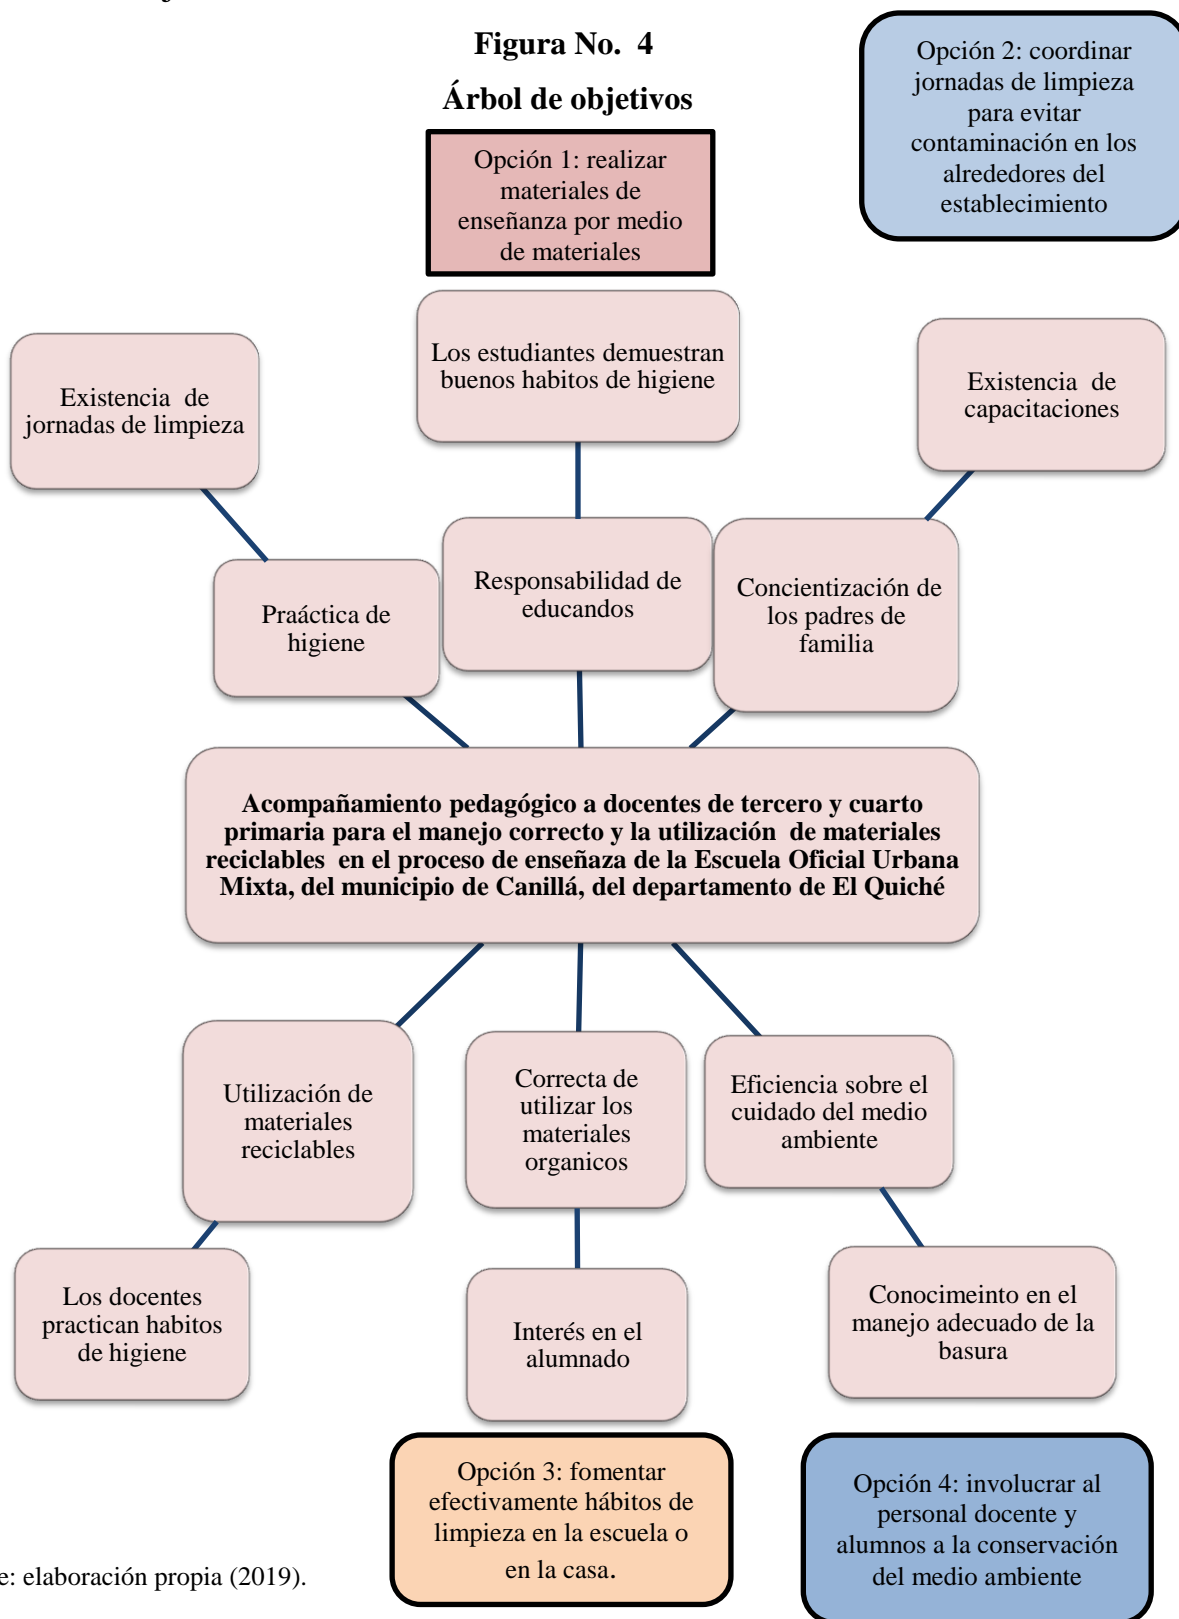 Figura No. 4
Árbol de objetivos
Opción 1: realizar
materiales de
enseñanza por medio
de materiales
Opción 2: coordinar
jornadas de limpieza
para evitar
contaminación en los
alrededores del
establecimiento
Existencia de
jornadas de limpieza
Los estudiantes demuestran
buenos habitos de higiene
Existencia de
capacitaciones
Praáctica de
higiene
Responsabilidad de
educandos
Concientización de
los padres de
familia
Acompañamiento pedagógico a docentes de tercero y cuarto
primaria para el manejo correcto y la utilización de materiales
reciclables en el proceso de enseñaza de la Escuela Oficial Urbana
Mixta, del municipio de Canillá, del departamento de El Quiché
Utilización de
materiales
reciclables
Correcta de
utilizar los
materiales
organicos
Eficiencia sobre el
cuidado del medio
ambiente
Los docentes
practican habitos
de higiene
Interés en el
alumnado
Conocimeinto en el
manejo adecuado de la
basura
Opción 3: fomentar
efectivamente hábitos de
limpieza en la escuela o
en la casa.
Opción 4: involucrar al
personal docente y
alumnos a la conservación
del medio ambiente
e: elaboración propia (2019).